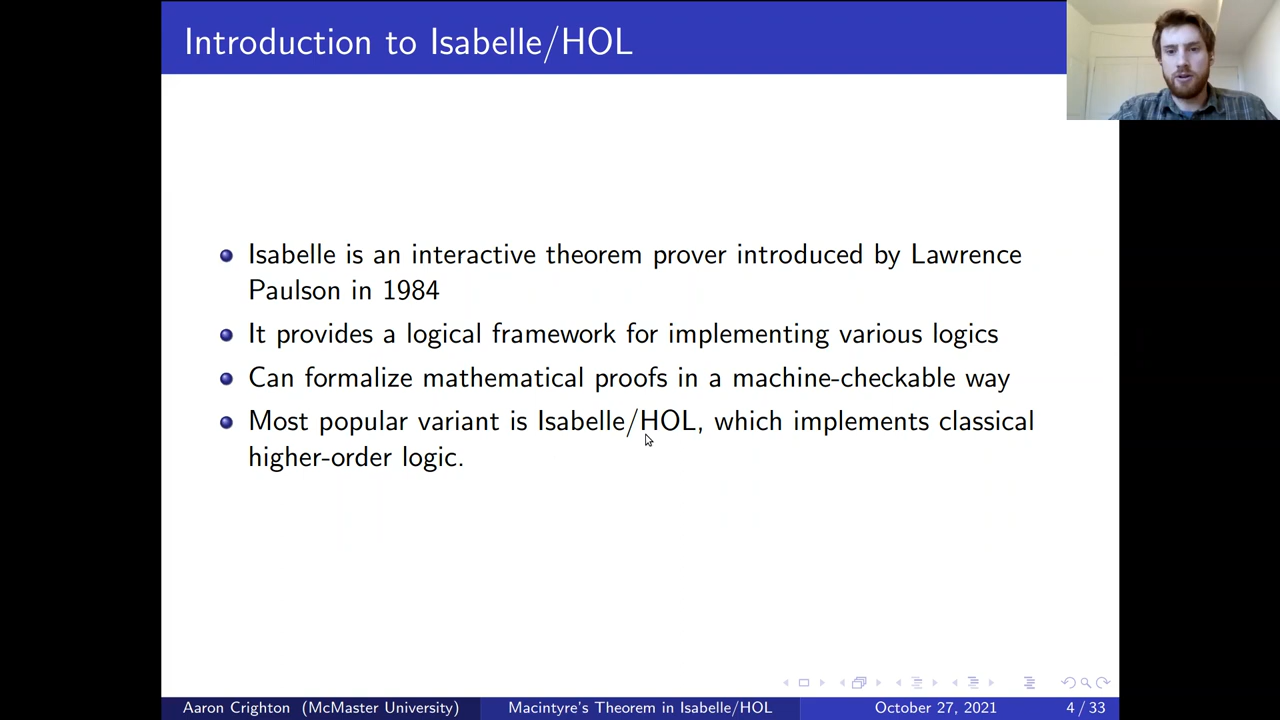 Introduction to Isabelle/HOL
Isabelle is an interactive theorem prover introduced by Lawrence
Paulson in 1984
It provides a logical framework for implementing various logics
Can formalize mathematical proofs in a machine-checkable way
Most popular variant is Isabelle/HOL, which implements classical
higher-order logic.
Aaron Crighton (McMaster University) Macintyre's Theorem in Isabelle/HOL October 27, 2021 4 / 33